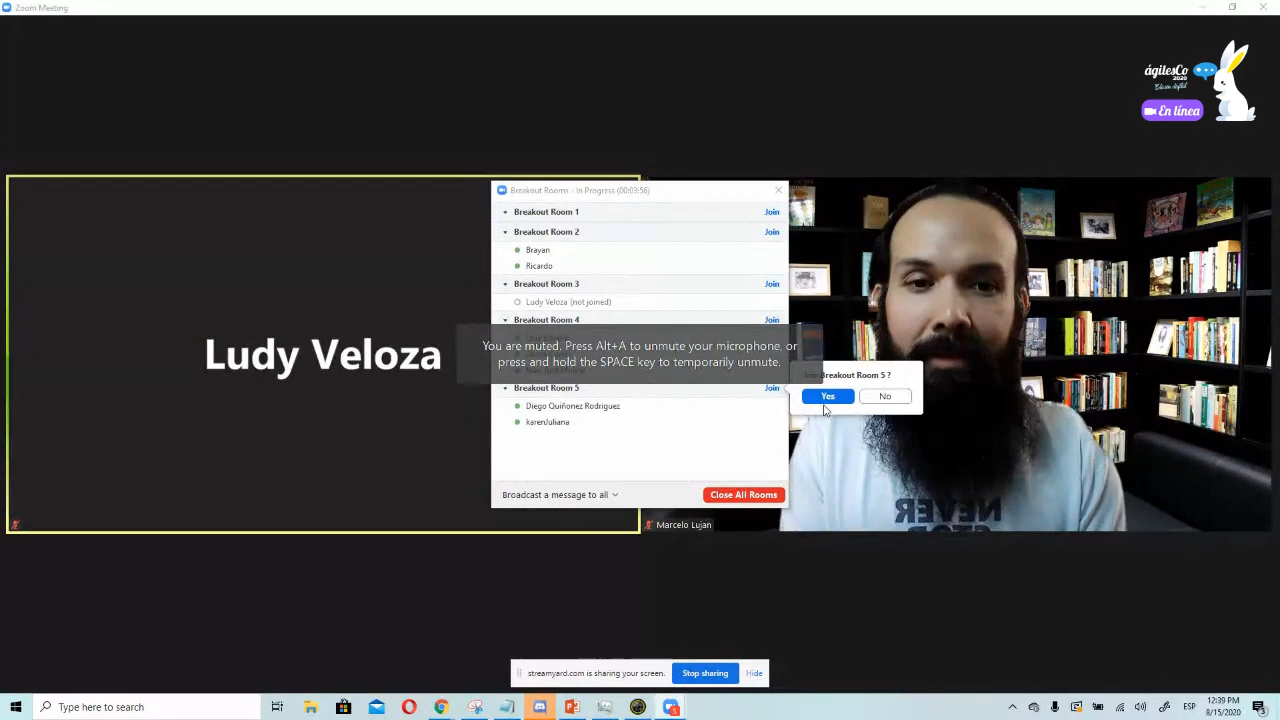 Zoom Meeting
ágilesCo
2020
Edición digital
En línea
Breakout Rooms - In Progress (00:03:56)
Breakout Room 1
Join
Breakout Room 2
Join
Brayan
Ricardo
Breakout Room 3
Join
Ludy Veloza (not joined)
Breakout Room 4
Join
Ludy Veloza
You are muted. Press Alt+A to unmute your microphone, or
press and hold the SPACE key to temporarily unmute.
Join Breakout Room 5 ?
Yes
No
Breakout Room 5
Join
Diego Quiñonez Rodriguez
karenJuliana
Broadcast a message to all
Close All Rooms
NEVER
STOP
Marcelo Lujan
streamyard.com is sharing your screen.
Stop sharing
Hide
Type here to search
ESP
12:39 PM
8/15/2020